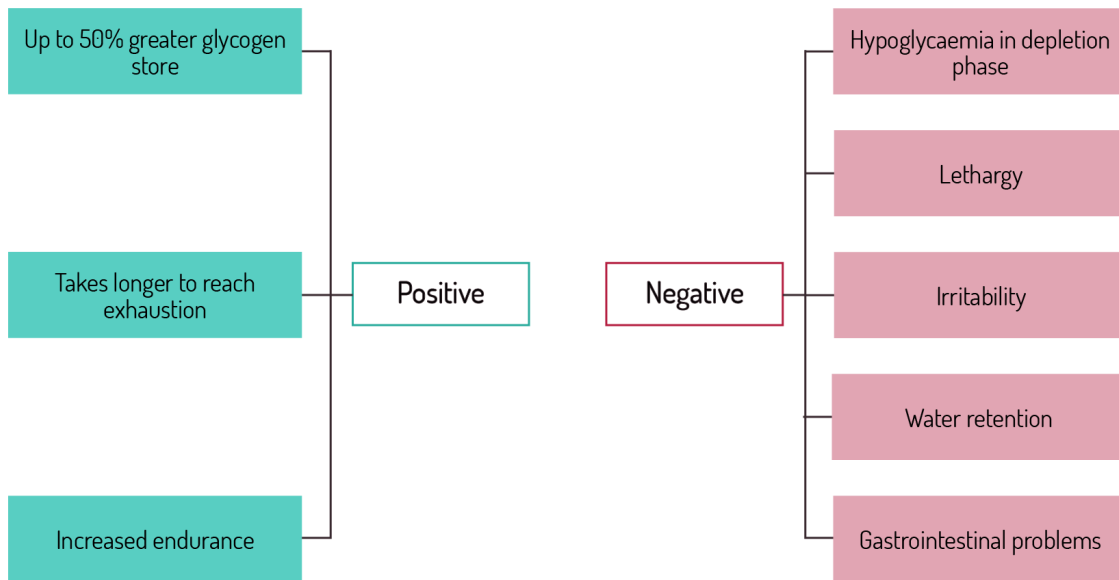 Up to 50% greater glycogen
store
Takes longer to reach
exhaustion
Increased endurance
Positive
Negative
Hypoglycaemia in depletion
phase
Lethargy
Irritability
Water retention
Gastrointestinal problems